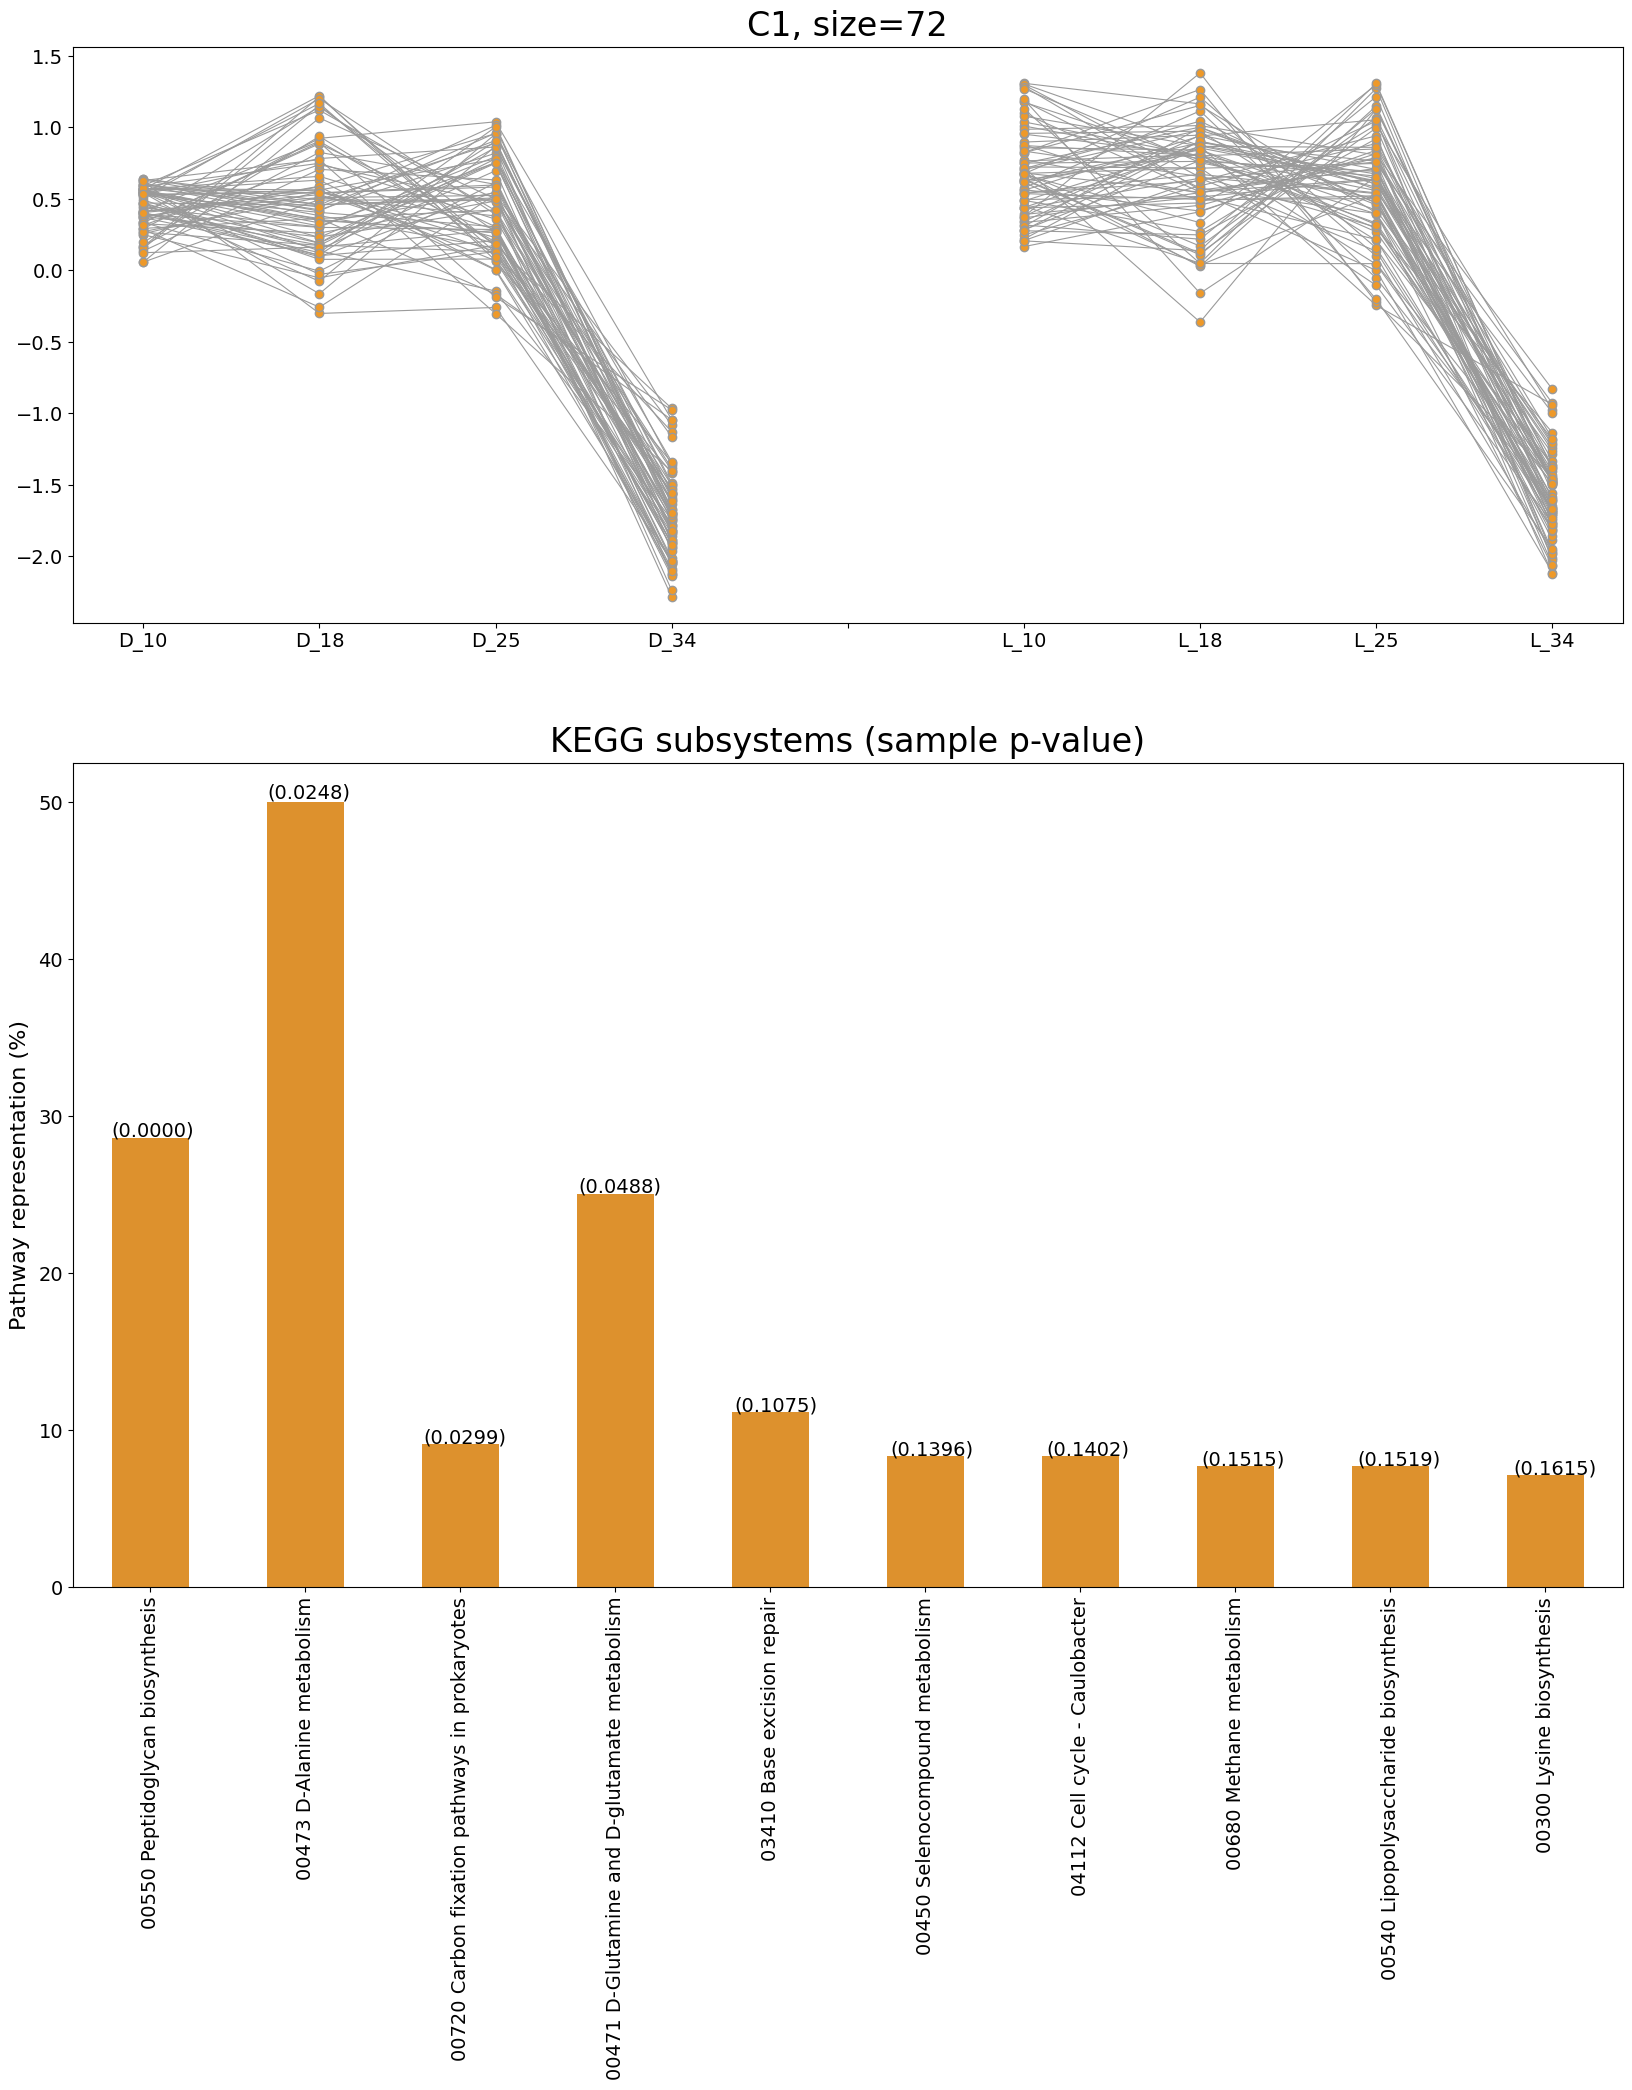 C1, size=72
1.5
1.0
0.5
0.0
−0.5
−1.0
−1.5
−2.0
D_10 D_18 D_25 D_34 L_10 L_18 L_25 L_34
KEGG subsystems (sample p-value)
Pathway representation (%)
50
40
30
20
10
0
(0.0000)
(0.0248)
(0.0299)
(0.0488)
(0.1075)
(0.1396)
(0.1402)
(0.1515)
(0.1519)
(0.1615)
00550 Peptidoglycan biosynthesis
00473 D-Alanine metabolism
00720 Carbon fixation pathways in prokaryotes
00471 D-Glutamine and D-glutamate metabolism
03410 Base excision repair
00450 Selenocompound metabolism
04112 Cell cycle - Caulobacter
00680 Methane metabolism
00540 Lipopolysaccharide biosynthesis
00300 Lysine biosynthesis